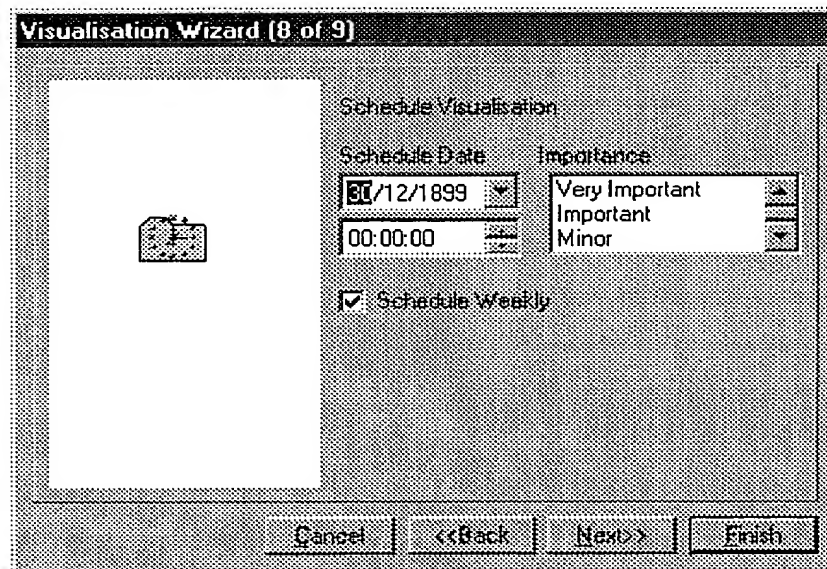 Visualisation Wizard (8 of 9)
Schedule Visualisation
Schedule Date
Importance
30/12/1899
00:00:00
Very Important
Important
Minor
Schedule Weekly
Cancel
<<Back
Next>>
Finish